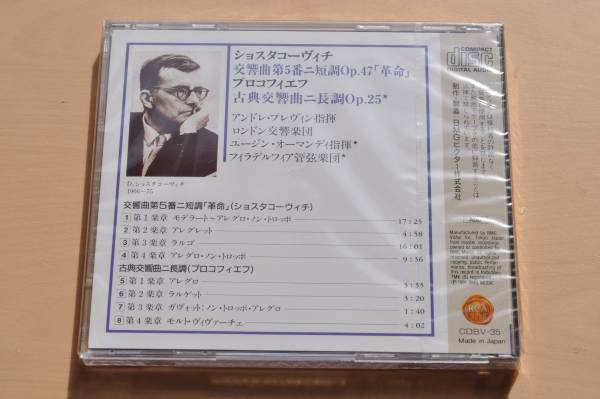 ショスタコーヴィチ
交響曲第5番ニ短調Op.47「革命」
プロコフィエフ
古典交響曲ニ長調Op.25*
アンドレ・プレヴィン指揮
ロンドン交響楽団
ユージン・オーマンディ指揮*
フィラデルフィア管弦楽団*
D.ショスタコーヴィチ
1906-75
交響曲第5番ニ短調「革命」(ショスタコーヴィチ)
1 第1楽章 モデラート−アレグロ・ノン・トロッポ 17:25
2 第2楽章 アレグレット 4:58
3 第3楽章 ラルゴ 16:01
4 第4楽章 アレグロ・ノン・トロッポ 9:36
古典交響曲ニ長調(プロコフィエフ)
5 第1楽章 アレグロ 3:55
6 第2楽章 ラルゲット 3:20
7 第3楽章 ガヴォット:ノン・トロッポ・アレグロ 1:40
8 第4楽章 モルト・ヴィヴァーチェ 4:02
COMPACT
disc
DIGITAL AUDIO
制作・製造 BMGビクター株式会社
Manufactured by BMG
Victor Inc., Tokyo, Japan
RCA
CDBV-35
Made in Japan